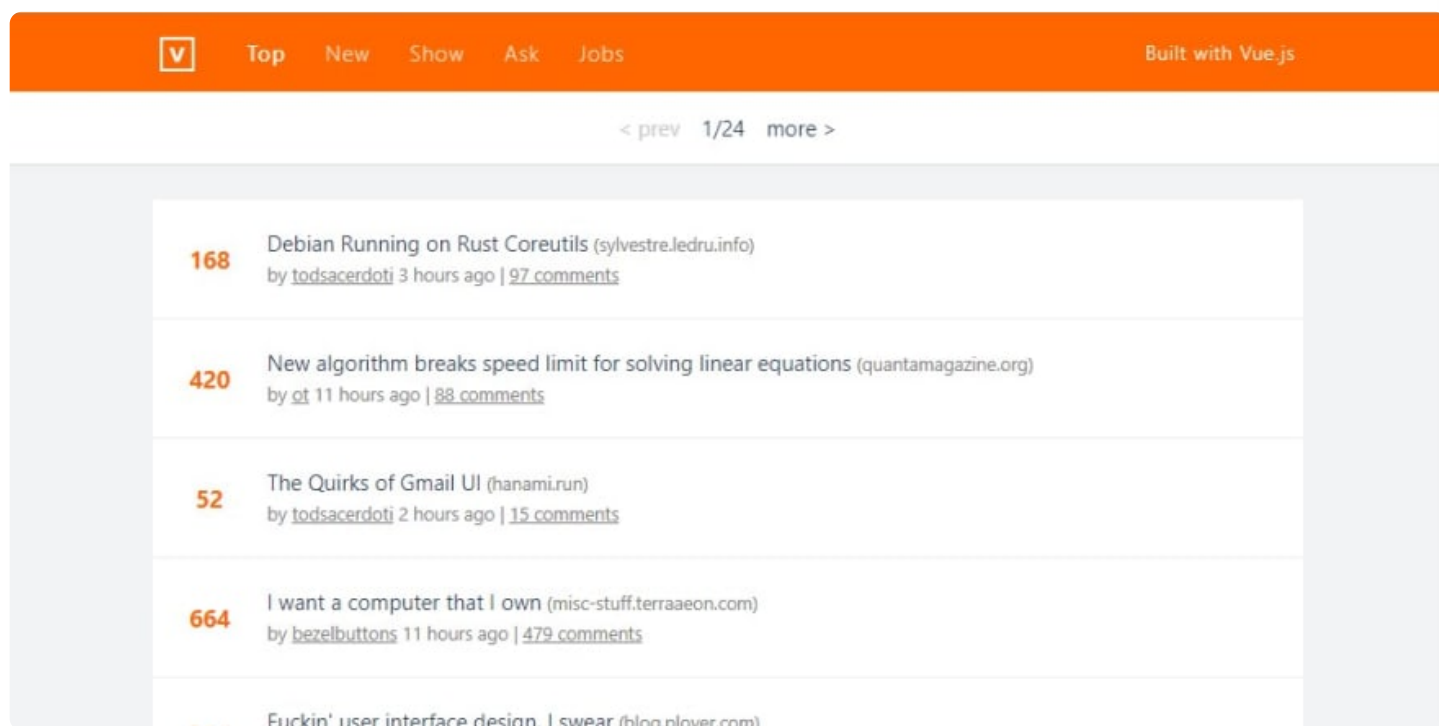 V Top New Show Ask Jobs Built with Vue.js
< prev 1/24 more >
168
Debian Running on Rust Coreutils (sylvestre.ledru.info)
by todsacerdoti 3 hours ago | 97 comments
420
New algorithm breaks speed limit for solving linear equations (quantamagazine.org)
by ot 11 hours ago | 88 comments
52
The Quirks of Gmail UI (hanami.run)
by todsacerdoti 2 hours ago | 15 comments
664
I want a computer that I own (misc-stuff.terraaeon.com)
by bezelbuttons 11 hours ago | 479 comments
Fuckin' user interface design, I swear (blog.plover.com)